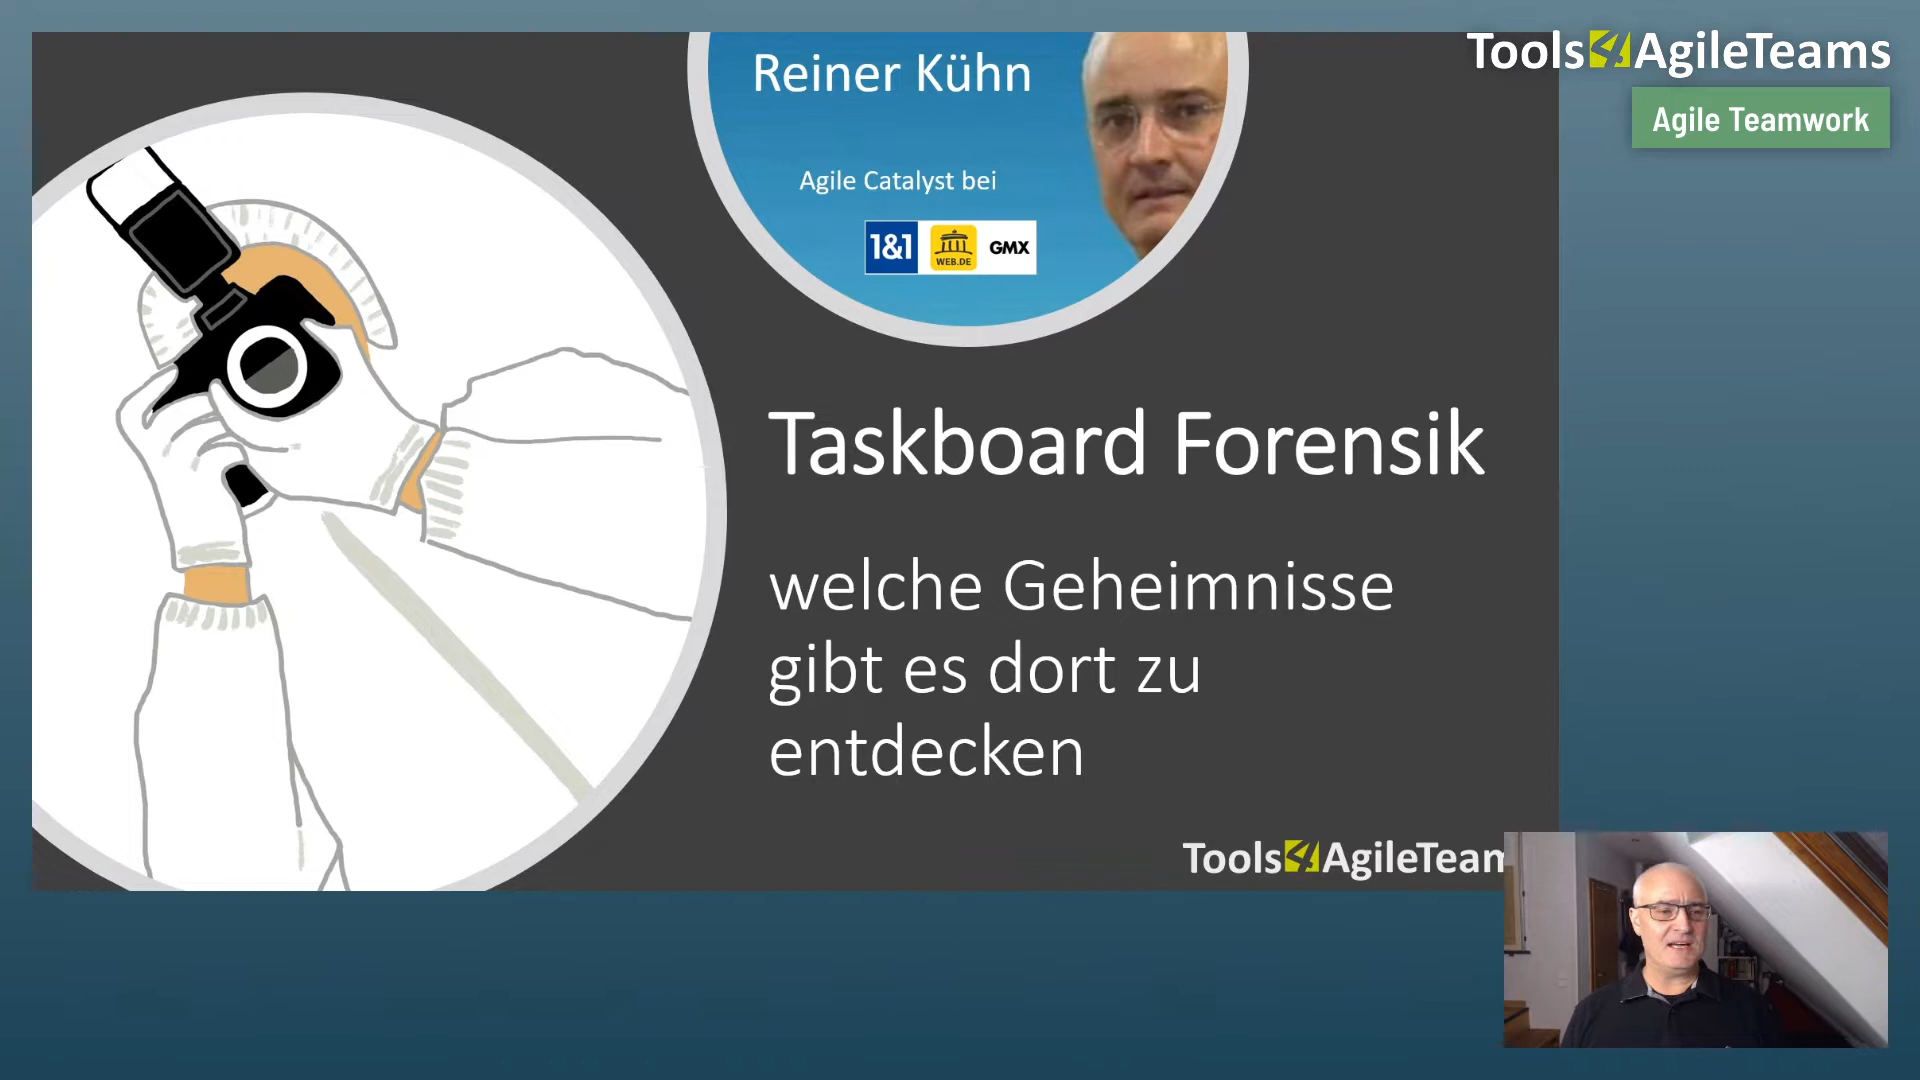 Reiner Kühn
Agile Catalyst bei
1&1
WEB.DE
GMX
Tools4AgileTeams
Agile Teamwork
Taskboard Forensik
welche Geheimnisse
gibt es dort zu
entdecken
Tools4AgileTeam